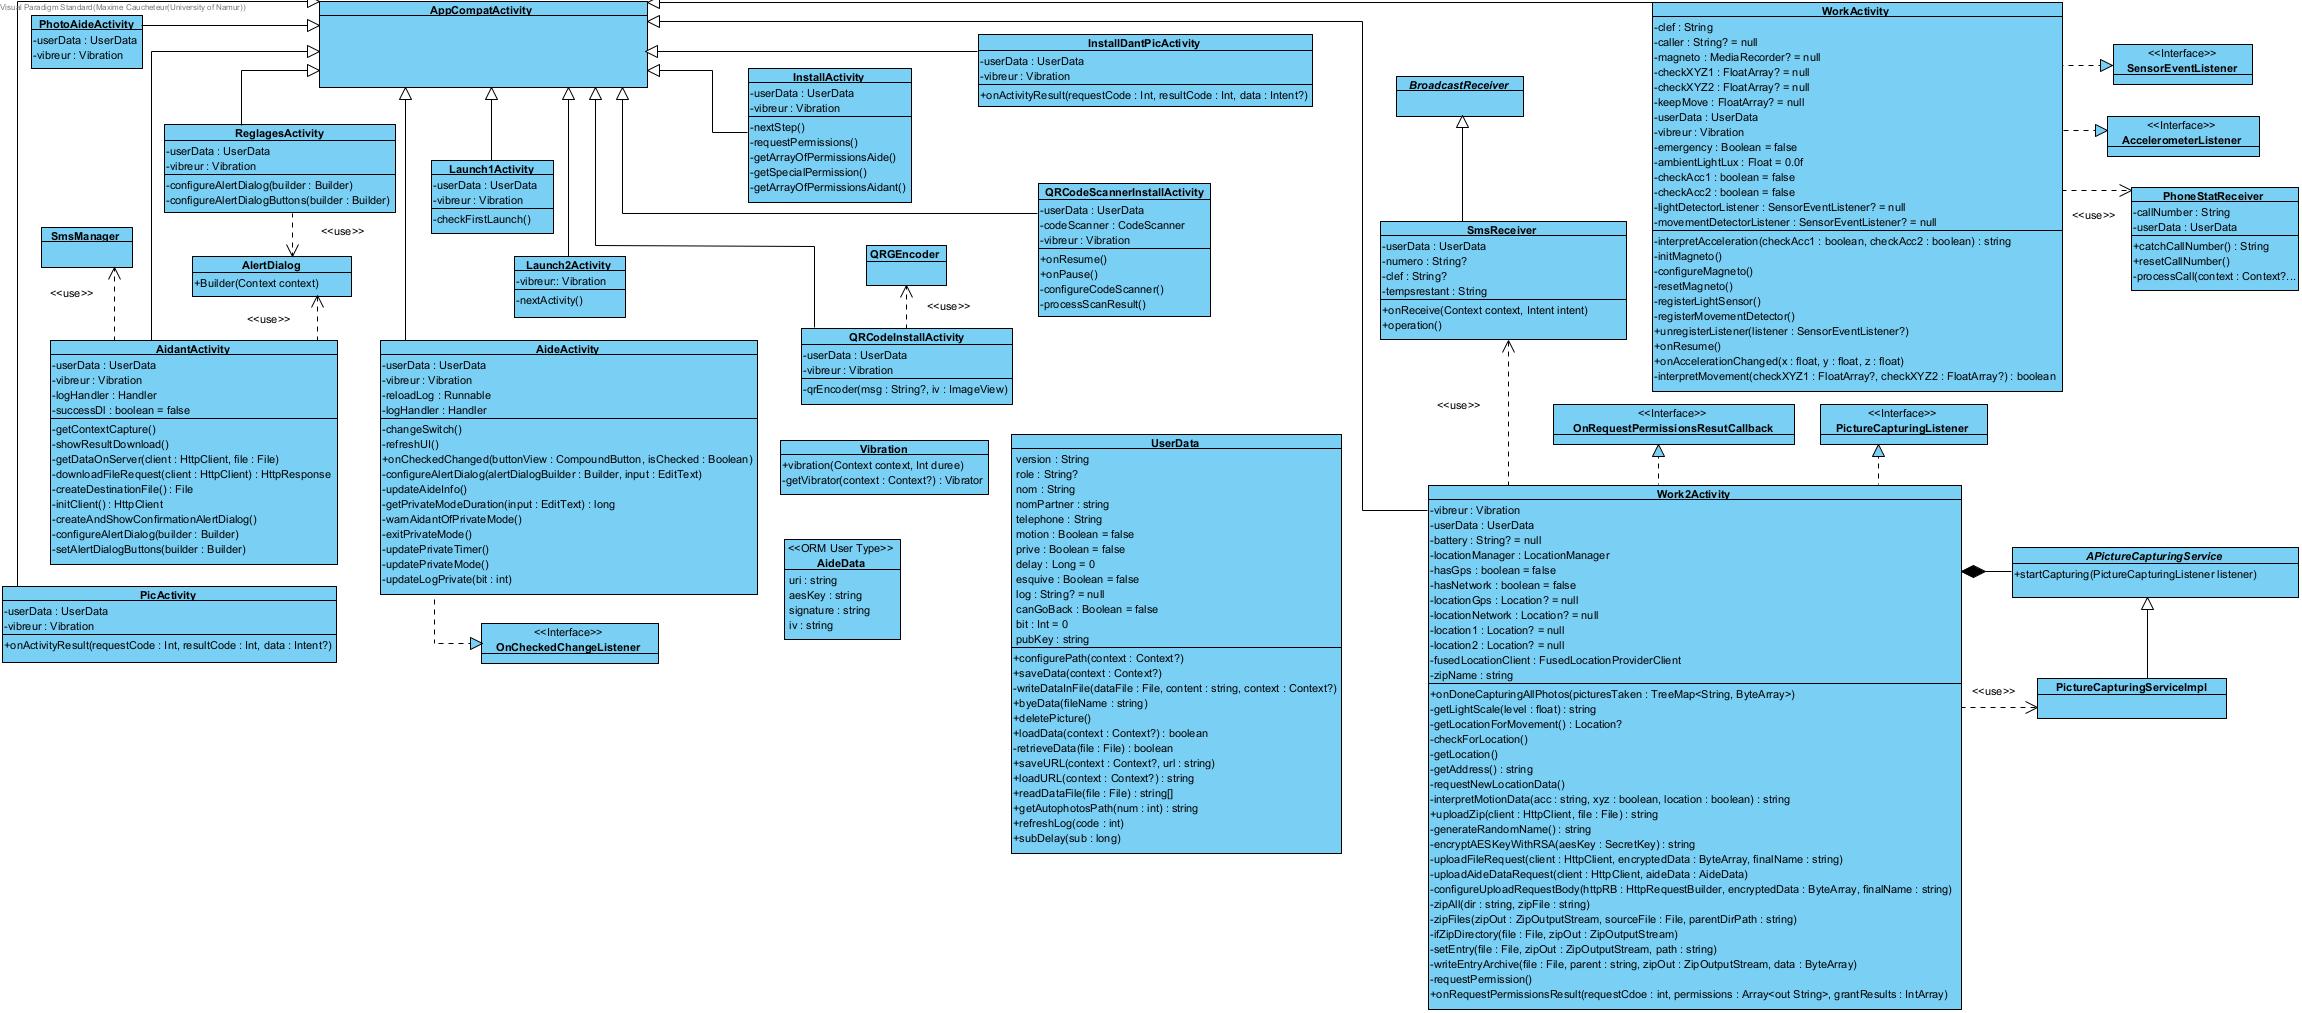 Visual Paradigm Standard(Maxime Caucheteur(University of Namur))
AppCompatActivity
PhotoAideActivity
-userData : UserData
-vibreur : Vibration
ReglagesActivity
-userData : UserData
-vibreur : Vibration
-configureAlertDialog(builder : Builder)
-configureAlertDialogButtons(builder : Builder)
<<use>>
SmsManager
<<use>>
AlertDialog
+Builder(Context context)
<<use>>
Launch1Activity
-userData : UserData
-vibreur : Vibration
-checkFirstLaunch()
Launch2Activity
-vibreur:: Vibration
-nextActivity()
InstallActivity
-userData : UserData
-vibreur : Vibration
-nextStep()
-requestPermissions()
-getArrayOfPermissionsAide()
-getSpecialPermission()
-getArrayOfPermissionsAidant()
InstallDantPicActivity
-userData : UserData
-vibreur : Vibration
+onActivityResult(requestCode : Int, resultCode : Int, data : Intent?)
QRCodeScannerInstallActivity
-userData : UserData
-codeScanner : CodeScanner
-vibreur : Vibration
+onResume()
+onPause()
-configureCodeScanner()
-processScanResult()
QRGEncoder
<<use>>
QRCodeInstallActivity
-userData : UserData
-vibreur : Vibration
-qrEncoder(msg : String?, iv : ImageView)
BroadcastReceiver
SmsReceiver
-userData : UserData
-numero : String?
-clef : String?
-tempsrestant : String
+onReceive(Context context, Intent intent)
+operation()
<<use>>
WorkActivity
-clef : String
-caller : String? = null
-magneto : MediaRecorder? = null
-checkXYZ1 : FloatArray? = null
-checkXYZ2 : FloatArray? = null
-keepMove : FloatArray? = null
-userData : UserData
-vibreur : Vibration
-emergency : Boolean = false
-ambientLightLux : Float = 0.0f
-checkAcc1 : boolean = false
-checkAcc2 : boolean = false
-lightDetectorListener : SensorEventListener? = null
-movementDetectorListener : SensorEventListener? = null
-interpretAcceleration(checkAcc1 : boolean, checkAcc2 : boolean) : string
-initMagneto()
-configureMagneto()
-resetMagneto()
-registerLightSensor()
-registerMovementDetector()
+unregisterListener(listener : SensorEventListener?)
+onResume()
+onAccelerationChanged(x : float, y : float, z : float)
-interpretMovement(checkXYZ1 : FloatArray?, checkXYZ2 : FloatArray?) : boolean
<<Interface>>
SensorEventListener
<<Interface>>
AccelerometerListener
<<use>>
PhoneStatReceiver
-callNumber : String
-userData : UserData
+catchCallNumber() : String
+resetCallNumber()
-processCall(context : Context?...
AidantActivity
-userData : UserData
-vibreur : Vibration
-logHandler : Handler
-successDl : boolean = false
-getContextCapture()
-showResultDownload()
-getDataOnServer(client : HttpClient, file : File)
-downloadFileRequest(client : HttpClient) : HttpResponse
-createDestinationFile() : File
-initClient() : HttpClient
-createAndShowConfirmationAlertDialog()
-configureAlertDialog(builder : Builder)
-setAlertDialogButtons(builder : Builder)
AideActivity
-userData : UserData
-vibreur : Vibration
-reloadLog : Runnable
-logHandler : Handler
-changeSwitch()
-refreshUI()
+onCheckedChanged(buttonView : CompoundButton, isChecked : Boolean)
-configureAlertDialog(alertDialogBuilder : Builder, input : EditText)
-updateAideInfo()
-getPrivateModeDuration(input : EditText) : long
-warnAidantOfPrivateMode()
-exitPrivateMode()
-updatePrivateTimer()
-updatePrivateMode()
-updateLogPrivate(bit : int)
PicActivity
-userData : UserData
-vibreur : Vibration
+onActivityResult(requestCode : Int, resultCode : Int, data : Intent?)
<<Interface>>
OnCheckedChangeListener
Vibration
+vibration(Context context, Int duree)
-getVibrator(context : Context?) : Vibrator
<<ORM User Type>>
AideData
uri : string
aesKey : string
signature : string
iv : string
UserData
version : String
role : String?
nom : String
nomPartner : string
telephone : String
motion : Boolean = false
prive : Boolean = false
delay : Long = 0
esquive : Boolean = false
log : String? = null
canGoBack : Boolean = false
bit : Int = 0
pubKey : string
+configurePath(context : Context?)
+saveData(context : Context?)
-writeDataInFile(dataFile : File, content : string, context : Context?)
+byeData(fileName : string)
+deletePicture()
+loadData(context : Context?) : boolean
-retrieveData(file : File) : boolean
+saveURL(context : Context?, url : string)
+loadURL(context : Context?) : string
+readDataFile(file : File) : string[]
+getAutophotosPath(num : int) : string
+refreshLog(code : int)
+subDelay(sub : long)
<<Interface>>
OnRequestPermissionsResutCallback
<<Interface>>
PictureCapturingListener
Work2Activity
-vibreur : Vibration
-userData : UserData
-battery : String? = null
-locationManager : LocationManager
-hasGps : boolean = false
-hasNetwork : boolean = false
-locationGps : Location? = null
-locationNetwork : Location? = null
-location1 : Location? = null
-location2 : Location? = null
-fusedLocationClient : FusedLocationProviderClient
-zipName : string
+onDoneCapturingAllPhotos(picturesTaken : TreeMap<String, ByteArray>)
-getLightScale(level : float) : string
-getLocationForMovement() : Location?
-checkForLocation()
-getLocation()
-getAddress() : string
-requestNewLocationData()
-interpretMotionData(acc : string, xyz : boolean, location : boolean) : string
+uploadZip(client : HttpClient, file : File) : string
-generateRandomName() : string
-encryptAESKeyWithRSA(aesKey : SecretKey) : string
-uploadFileRequest(client : HttpClient, encryptedData : ByteArray, finalName : string)
-uploadAideDataRequest(client : HttpClient, aideData : AideData)
-configureUploadRequestBody(httpRB : HttpRequestBuilder, encryptedData : ByteArray, finalName : string)
-zipAll(dir : string, zipFile : string)
-zipFiles(zipOut : ZipOutputStream, sourceFile : File, parentDirPath : string)
-ifZipDirectory(file : File, zipOut : ZipOutputStream)
-setEntry(file : File, zipOut : ZipOutputStream, path : string)
-writeEntryArchive(file : File, parent : string, zipOut : ZipOutputStream, data : ByteArray)
-requestPermission()
+onRequestPermissionsResult(requestCdoe : int, permissions : Array<out String>, grantResults : IntArray)
APictureCapturingService
+startCapturing(PictureCapturingListener listener)
<<use>>
PictureCapturingServiceImpl